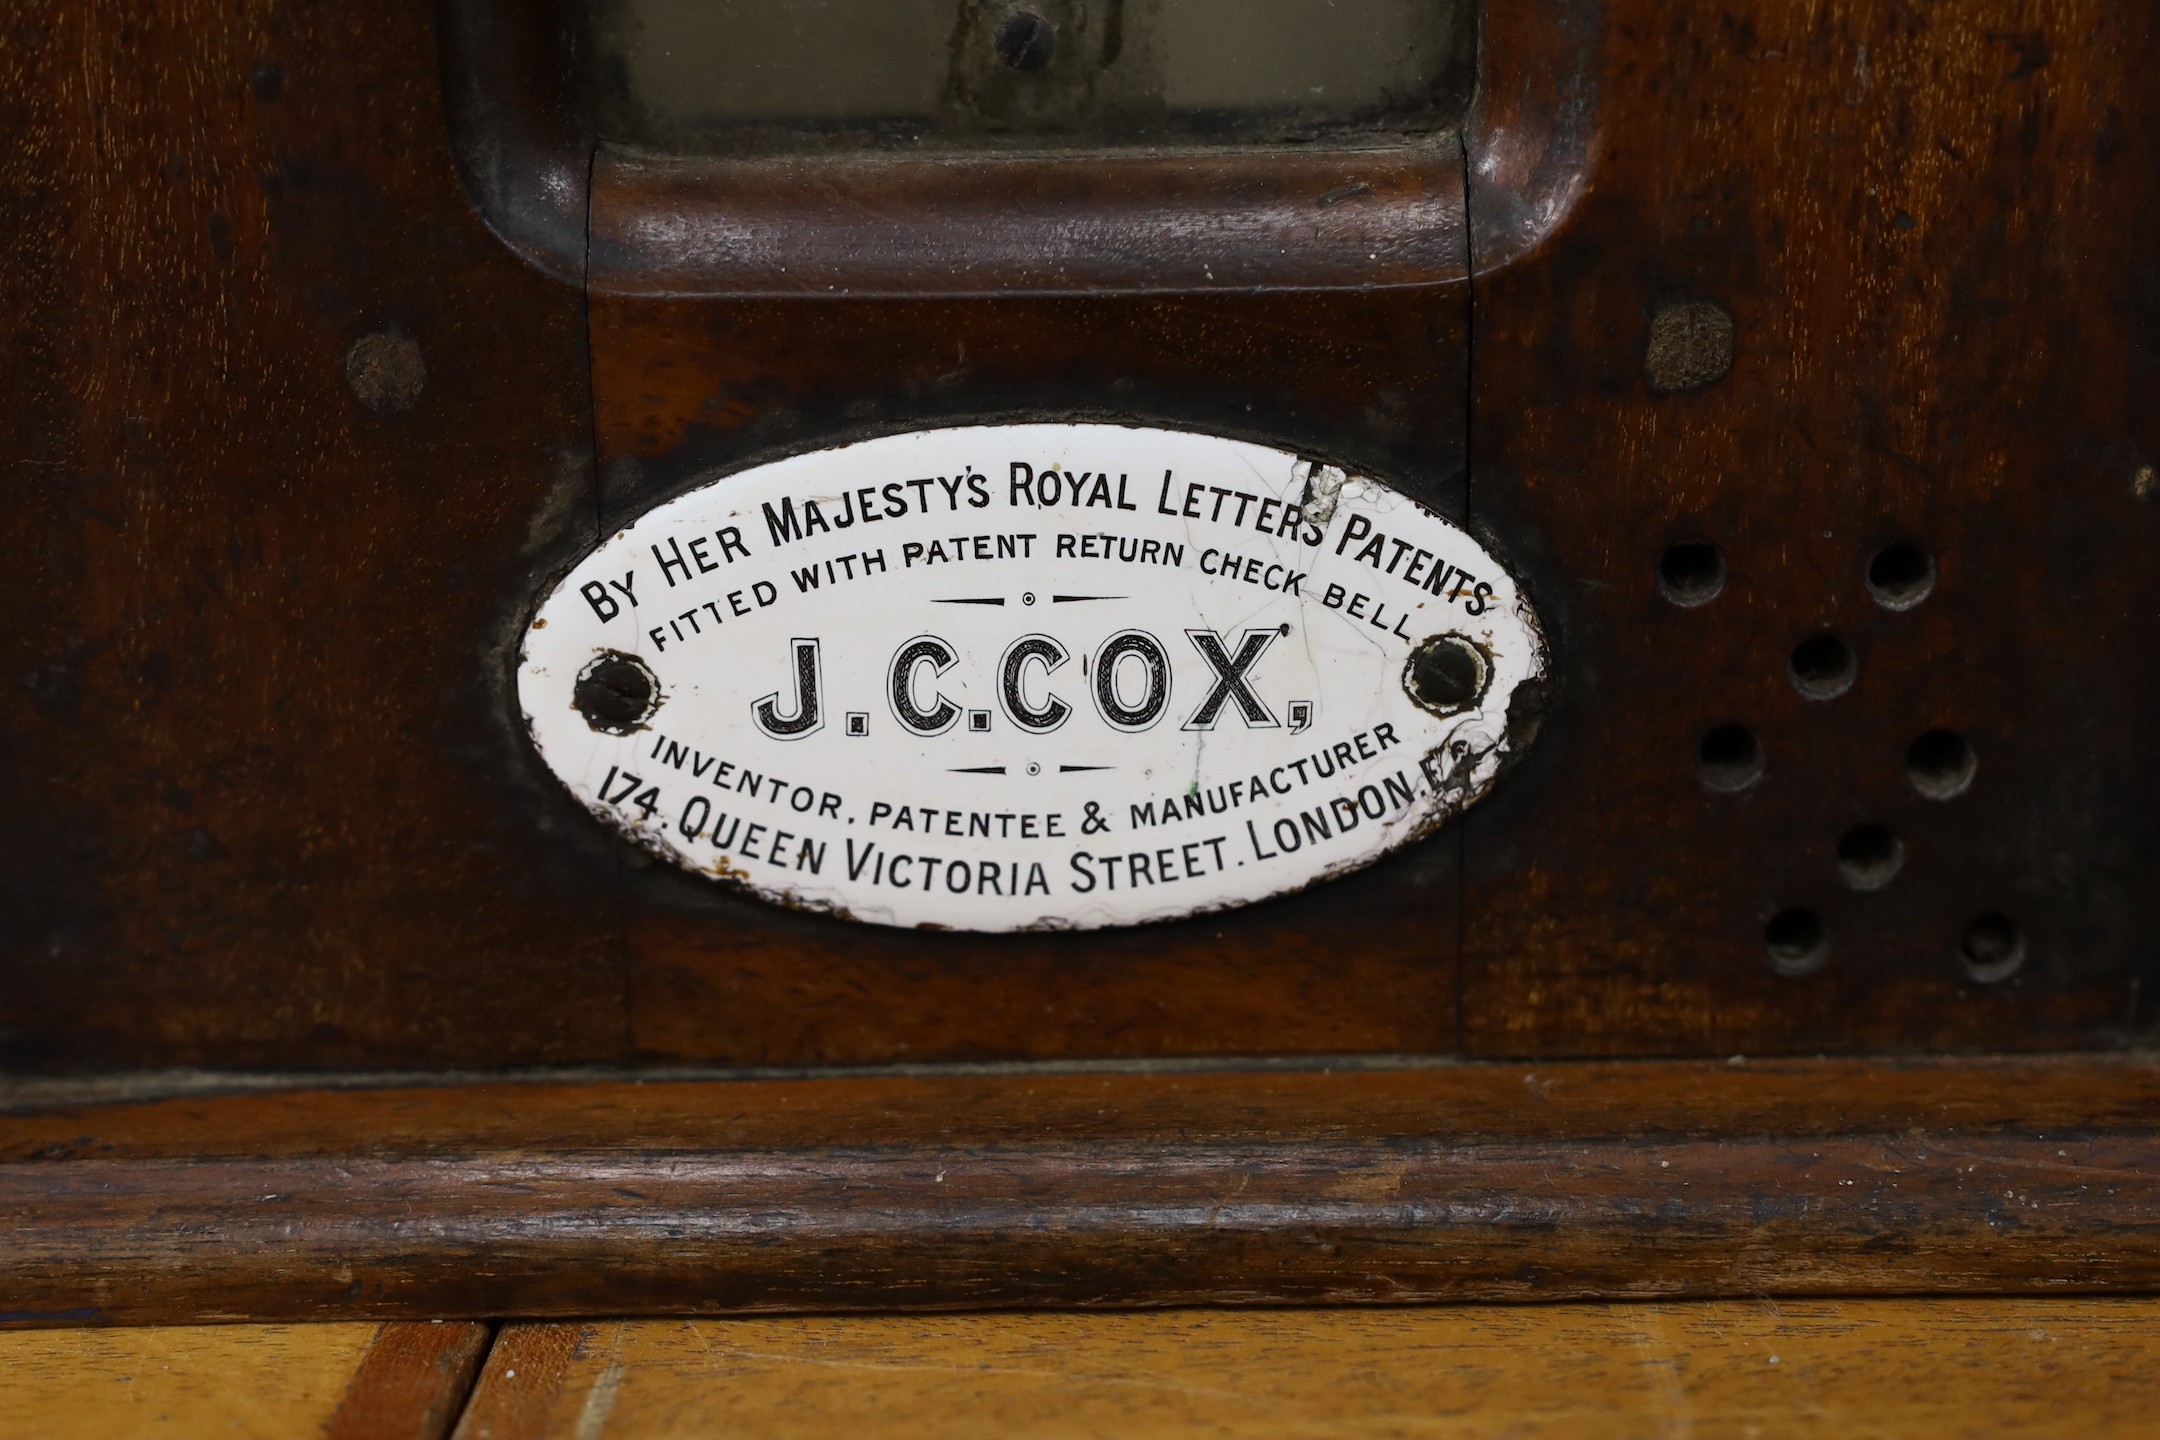 BY HER MAJESTY'S ROYAL LETTERS PATENTS
FITTED WITH PATENT RETURN CHECK BELL
J.C.COX,
INVENTOR, PATENTEE & MANUFACTURER
174. QUEEN VICTORIA STREET. LONDON.